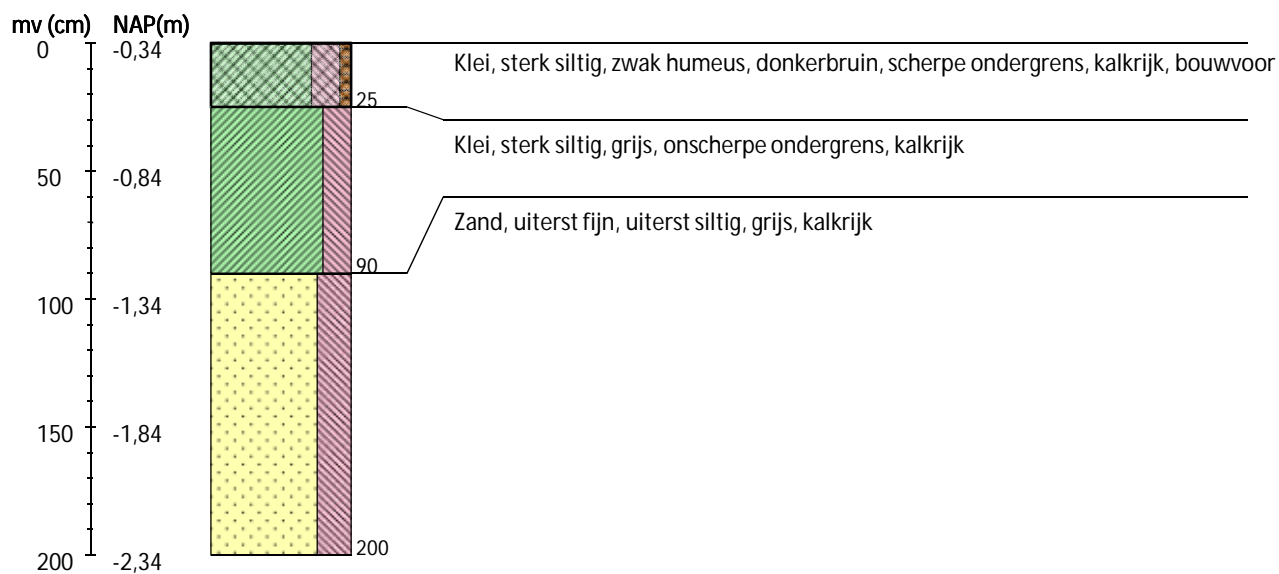 mv (cm) NAP(m)
0 -0,34
Klei, sterk siltig, zwak humeus, donkerbruin, scherpe ondergrens, kalkrijk, bouwvoor
25
Klei, sterk siltig, grijs, onscherpe ondergrens, kalkrijk
50 -0,84
Zand, uiterst fijn, uiterst siltig, grijs, kalkrijk
90
100 -1,34
150 -1,84
200
200 -2,34